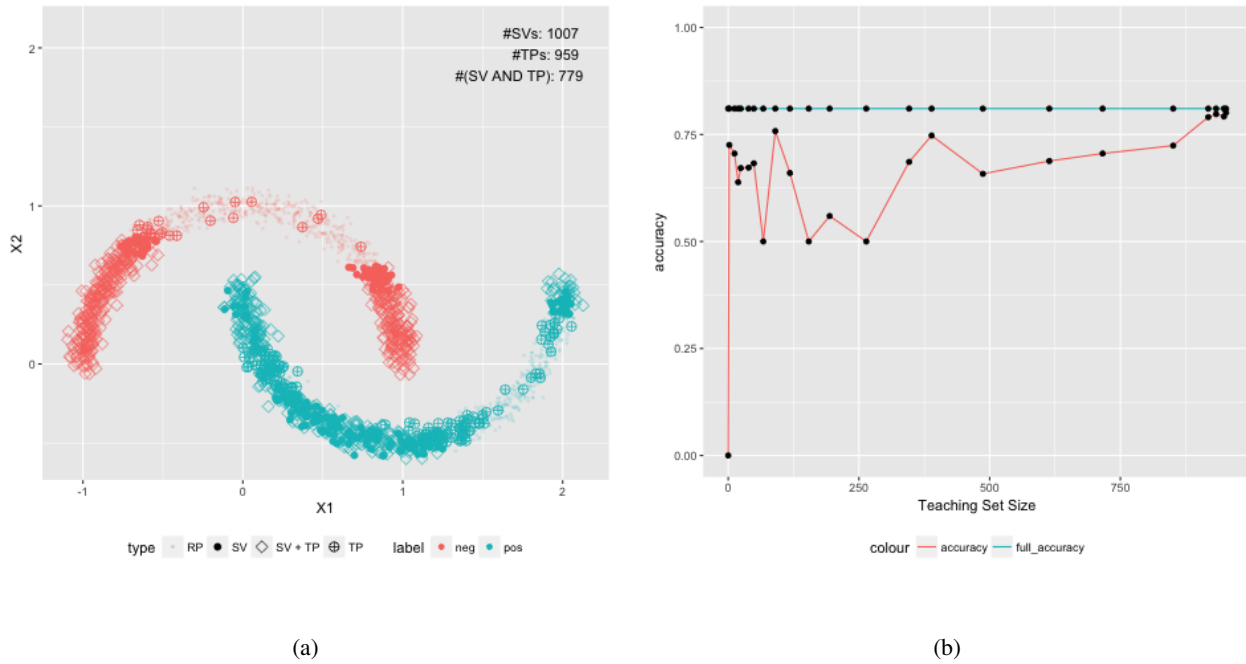 #SVs: 1007
#TPs: 959
#(SV AND TP): 779
2
1
0
X2
-1 0 1 2
X1
type RP SV SV + TP TP label neg pos
(a)
1.00
0.75
0.50
0.25
0.00
accuracy
0 250 500 750
Teaching Set Size
colour accuracy full_accuracy
(b)